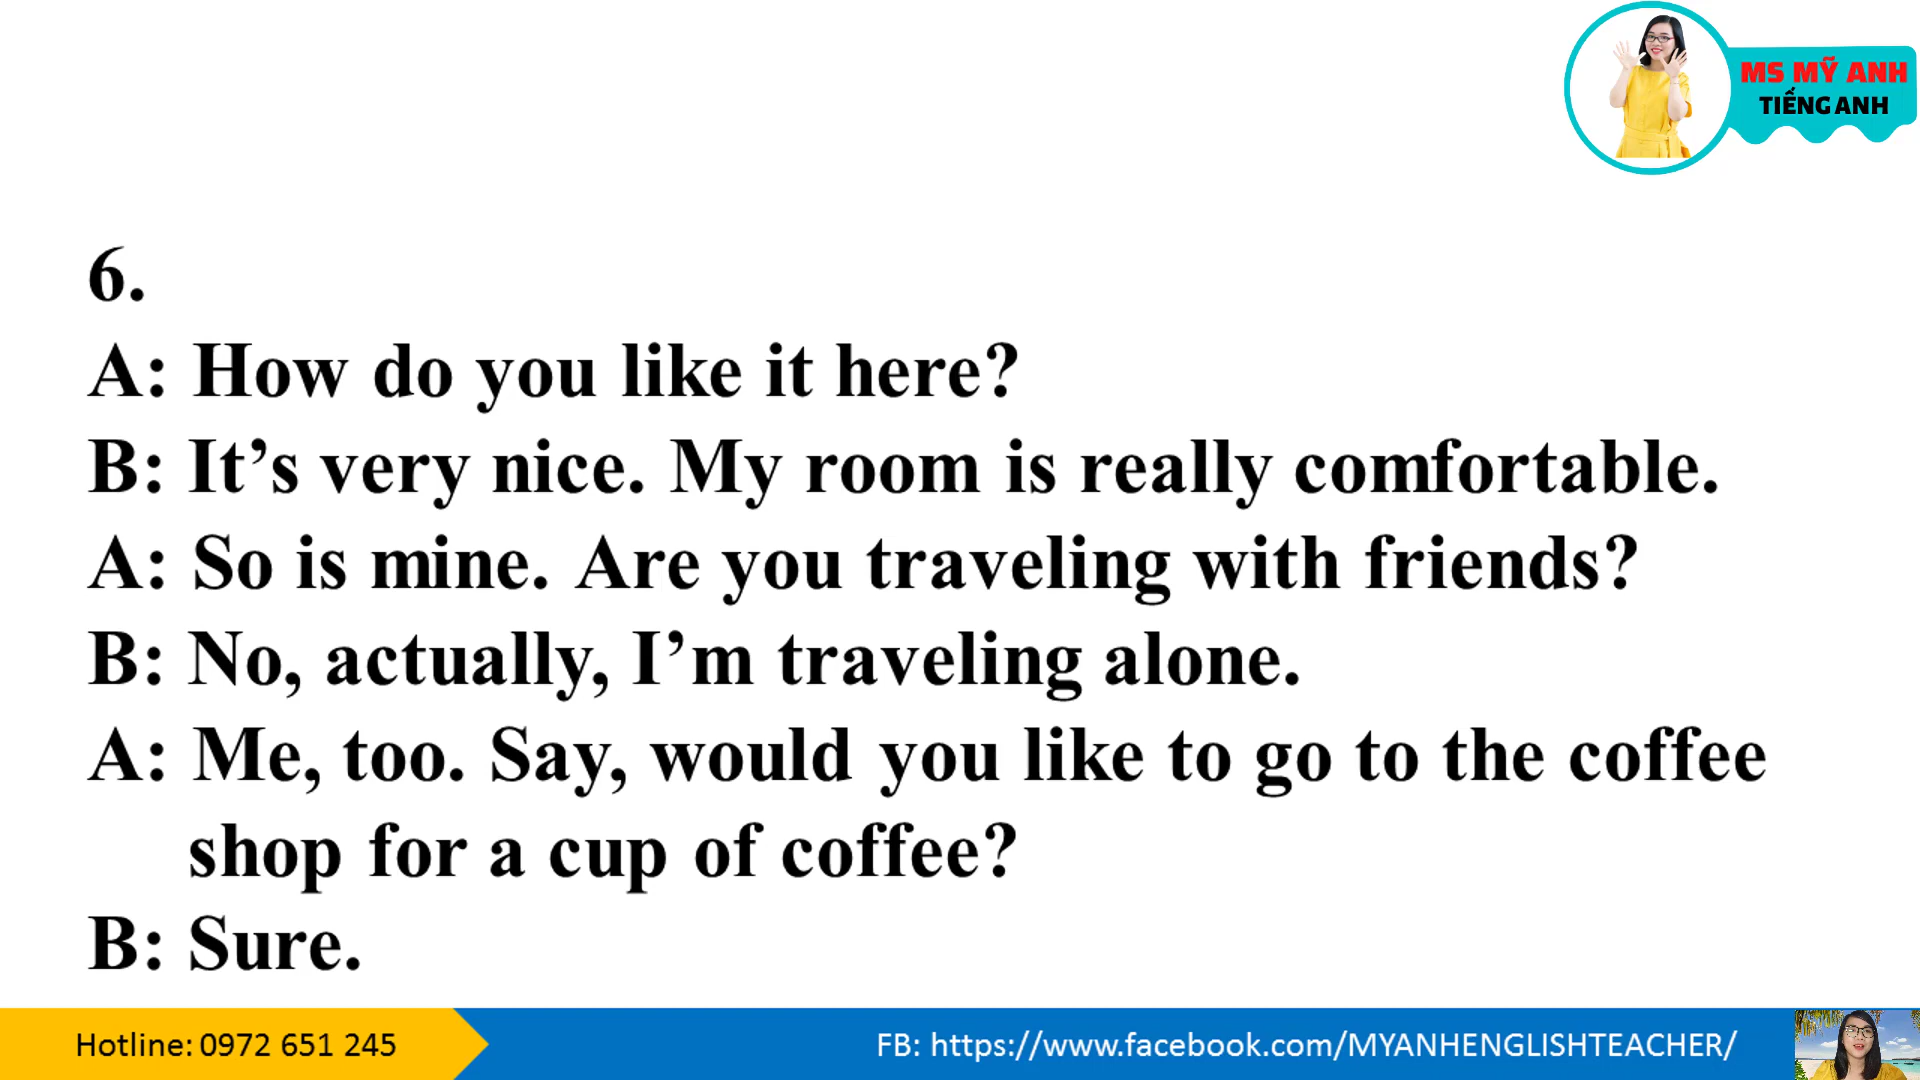 MS MỸ ANH
TIẾNG ANH
6.
A: How do you like it here?
B: It’s very nice. My room is really comfortable.
A: So is mine. Are you traveling with friends?
B: No, actually, I’m traveling alone.
A: Me, too. Say, would you like to go to the coffee
shop for a cup of coffee?
B: Sure.
Hotline: 0972 651 245
FB: https://www.facebook.com/MYANHENGLISHTEACHER/